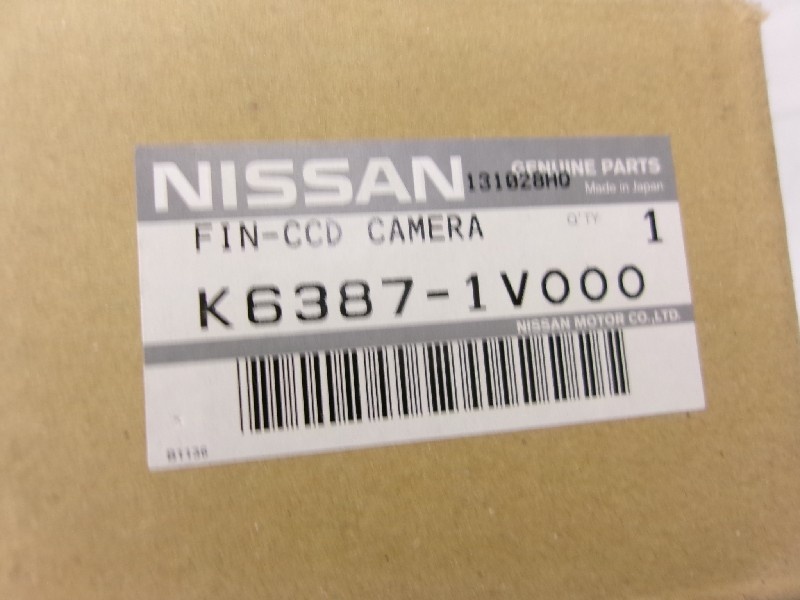 NISSAN GENUINE PARTS
131028H0 Made in Japan
FIN-CCD CAMERA Q'TY 1
K6387-1V000
NISSAN MOTOR CO.,LTD.
B1138